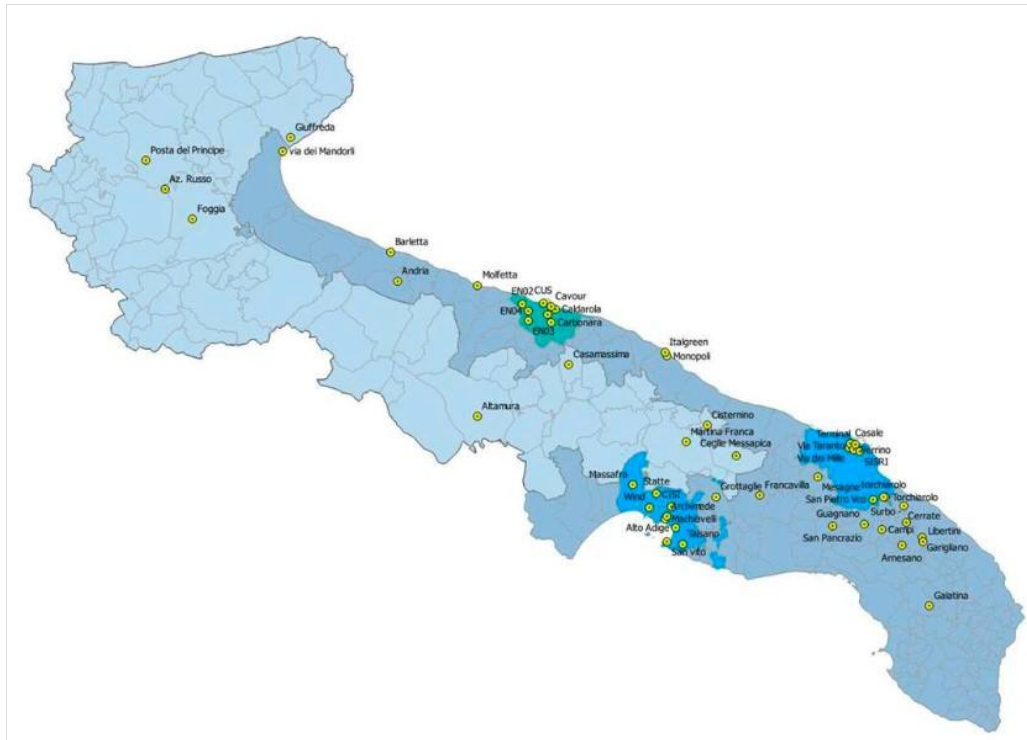 Giuffreda
via dei Mandorli
Posta del Principe
Az. Russo
Foggia
Barletta
Andria
Molfetta
EN02
CUS
Cavour
EN04
Caldarola
Carbonara
EN03
Italgreen
Monopoli
Casamassima
Altamura
Cisternino
Martina Franca
Ceglie Messapica
Terminal
Casale
Via Taranto
Perrino
Via dei Mille
SISRI
Massafra
Statte
Wind
CISI
Grottaglie
Francavilla
Mesagne
San Pietro Vco
Torchiarolo
Archimede
Machiavelli
Alto Adige
Talsano
San vito
Guagnano
Surbo
Cerrate
San Pancrazio
Campi
Libertini
Arnesano
Garigliano
Galatina